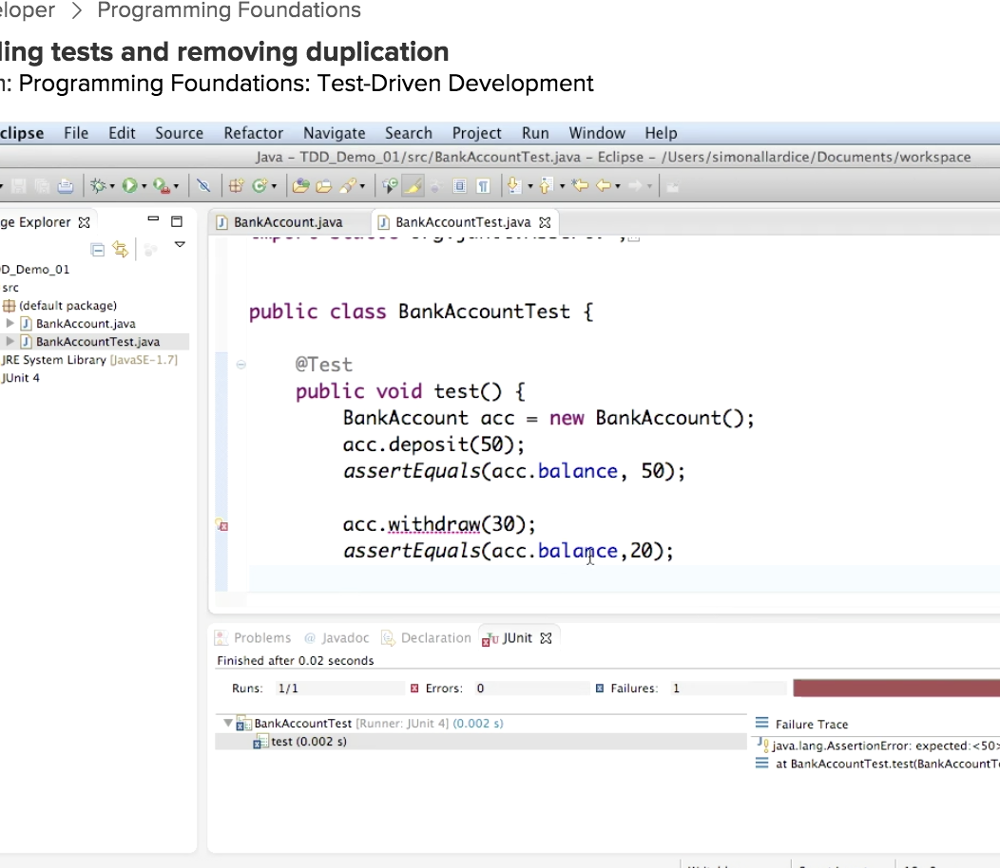 eloper > Programming Foundations
ling tests and removing duplication
n: Programming Foundations: Test-Driven Development
clipse File Edit Source Refactor Navigate Search Project Run Window Help
Java – TDD_Demo_01/src/BankAccountTest.java – Eclipse – /Users/simonallardice/Documents/workspace
ge Explorer
BankAccount.java
BankAccountTest.java
D_Demo_01
src
(default package)
BankAccount.java
BankAccountTest.java
JRE System Library [JavaSE-1.7]
JUnit 4
public class BankAccountTest {
@Test
public void test() {
BankAccount acc = new BankAccount();
acc.deposit(50);
assertEquals(acc.balance, 50);
acc.withdraw(30);
assertEquals(acc.balance,20);
Problems @ Javadoc Declaration JUnit
Finished after 0.02 seconds
Runs: 1/1 Errors: 0 Failures: 1
BankAccountTest [Runner: JUnit 4] (0.002 s)
test (0.002 s)
Failure Trace
java.lang.AssertionError: expected:<50>
at BankAccountTest.test(BankAccountT